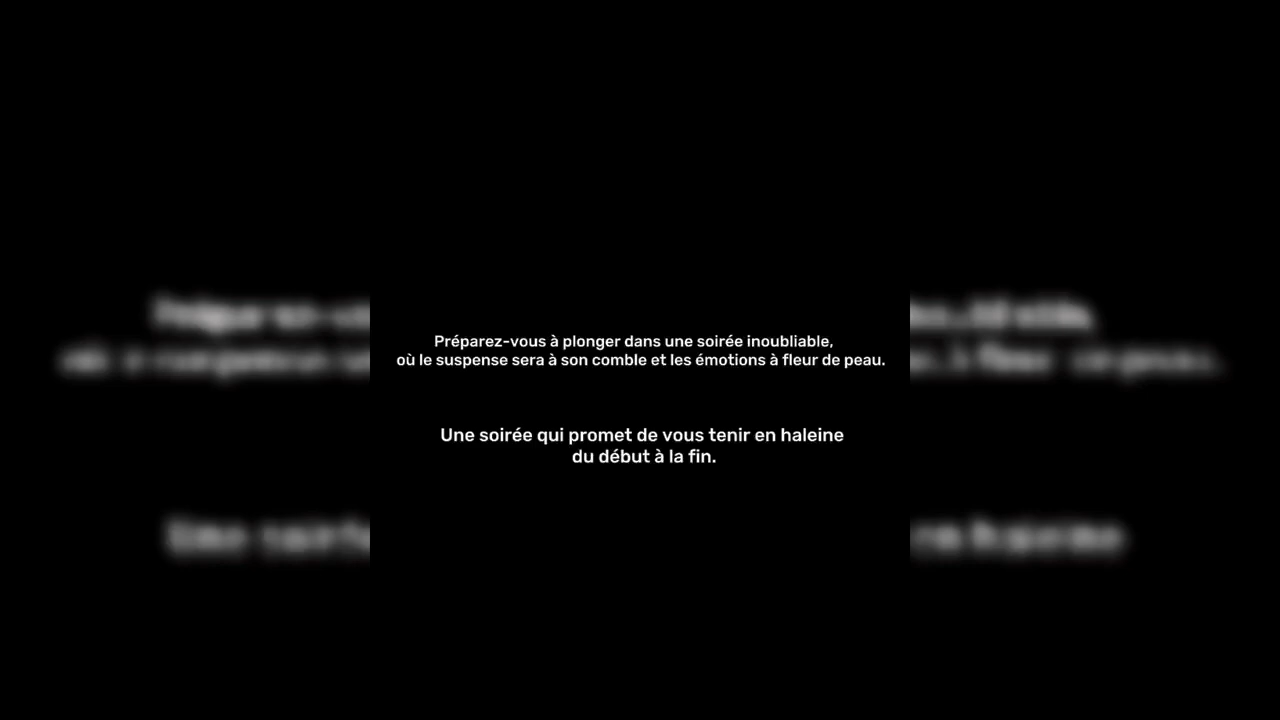 Préparez-vous à plonger dans une soirée inoubliable,
où le suspense sera à son comble et les émotions à fleur de peau.
Une soirée qui promet de vous tenir en haleine
du début à la fin.